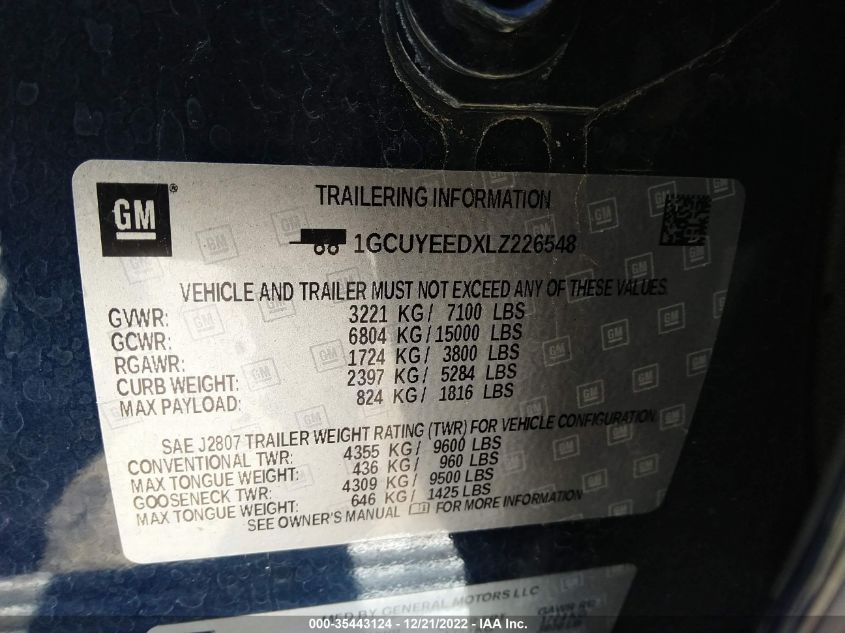 GM®
TRAILERING INFORMATION
1GCUYEEDXLZ226548
VEHICLE AND TRAILER MUST NOT EXCEED ANY OF THESE VALUES.
GVWR: 3221 KG/ 7100 LBS
GCWR: 6804 KG/15000 LBS
RGAWR: 1724 KG/ 3800 LBS
CURB WEIGHT: 2397 KG/ 5284 LBS
MAX PAYLOAD: 824 KG/ 1816 LBS
SAE J2807 TRAILER WEIGHT RATING (TWR) FOR VEHICLE CONFIGURATION.
CONVENTIONAL TWR: 4355 KG/ 9600 LBS
MAX TONGUE WEIGHT: 436 KG/ 960 LBS
GOOSENECK TWR: 4309 KG/ 9500 LBS
MAX TONGUE WEIGHT: 646 KG/ 1425 LBS
SEE OWNER'S MANUAL FOR MORE INFORMATION
BY GENERAL MOTORS LLC
GAWR RR
000-35443124 - 12/21/2022 - IAA, Inc.